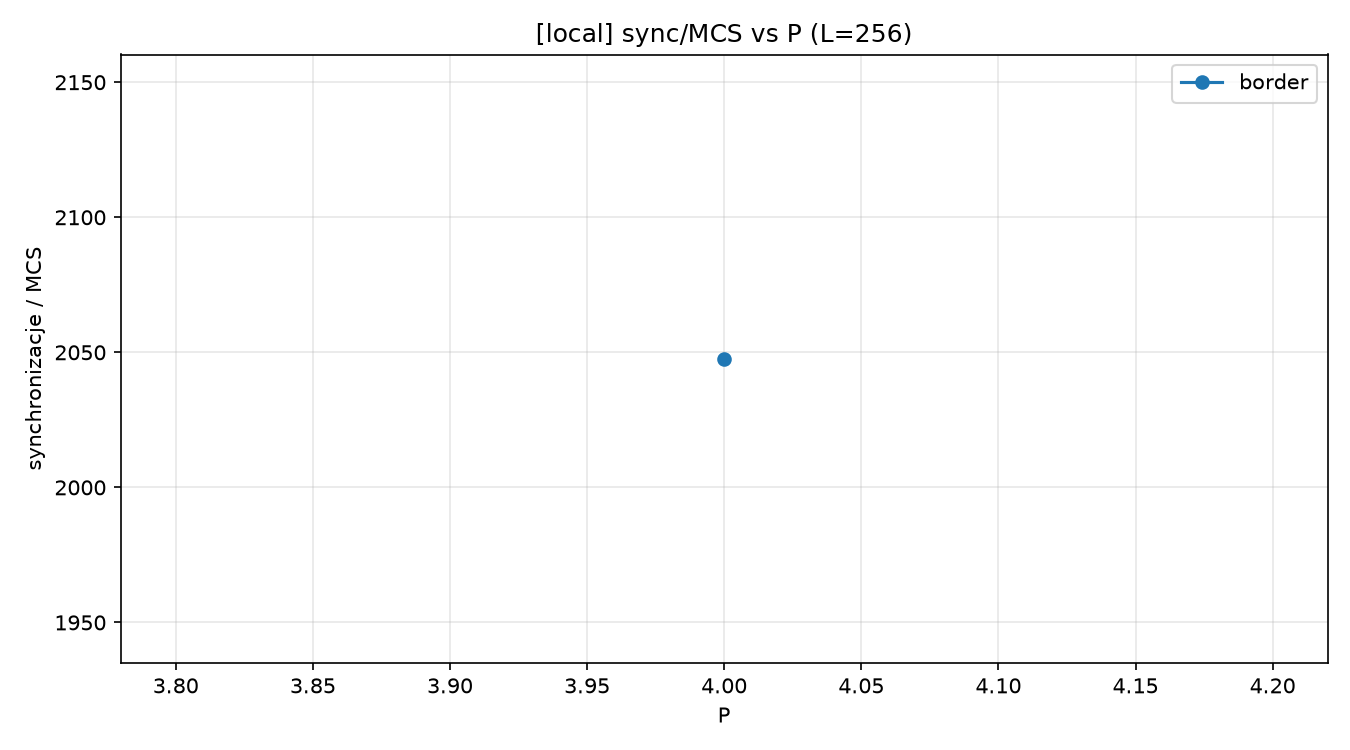 [local] sync/MCS vs P (L=256)
border
synchronizacje / MCS
2150
2100
2050
2000
1950
3.80 3.85 3.90 3.95 4.00 4.05 4.10 4.15 4.20
P